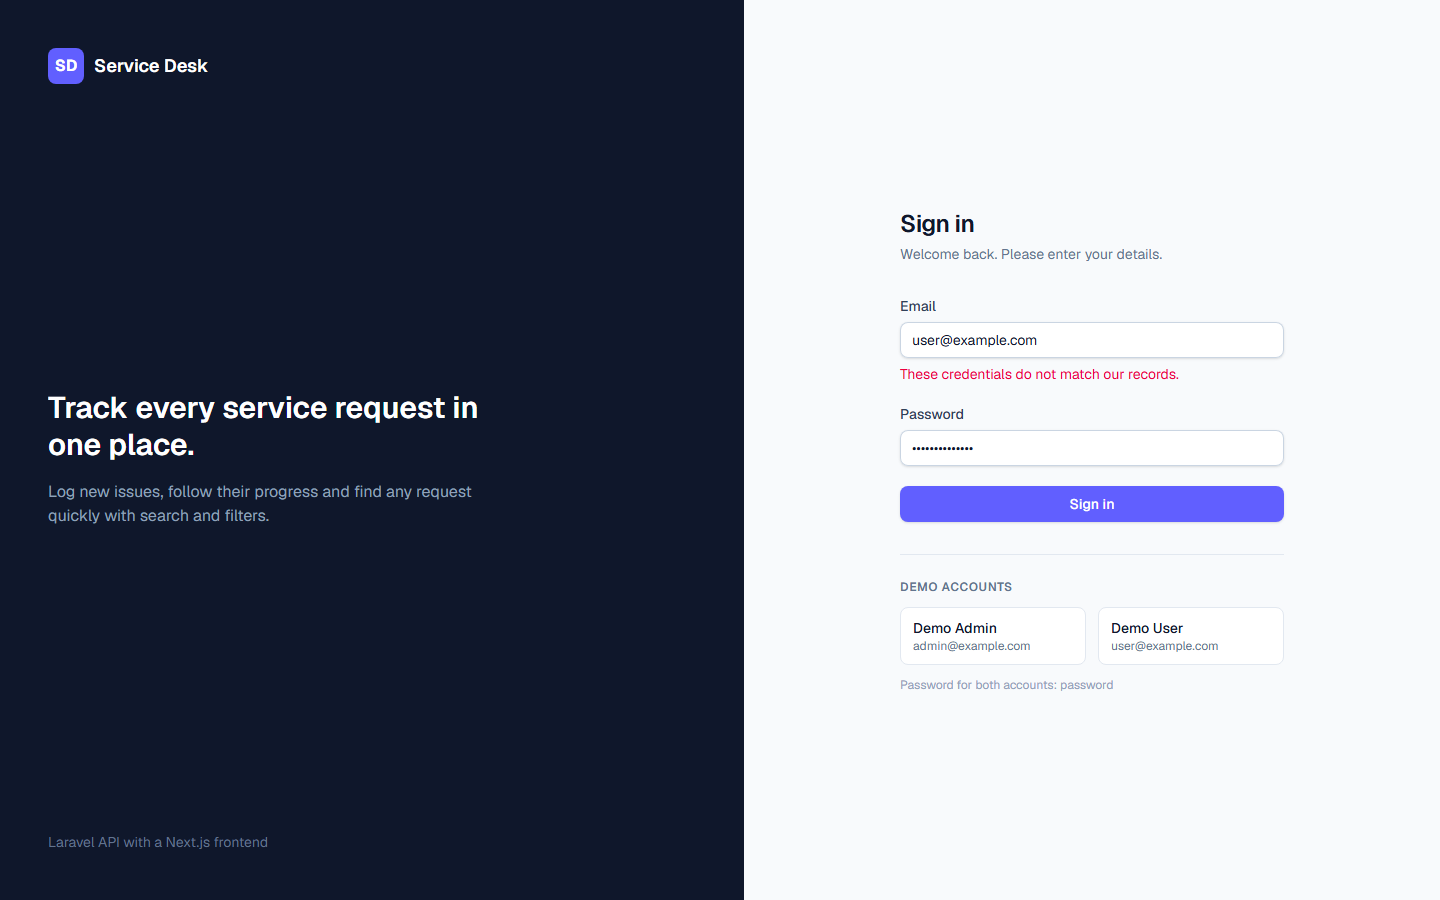 SD Service Desk
Track every service request in
one place.
Log new issues, follow their progress and find any request
quickly with search and filters.
Laravel API with a Next.js frontend
Sign in
Welcome back. Please enter your details.
Email
user@example.com
These credentials do not match our records.
Password
••••••••••••••
Sign in
DEMO ACCOUNTS
Demo Admin
admin@example.com
Demo User
user@example.com
Password for both accounts: password